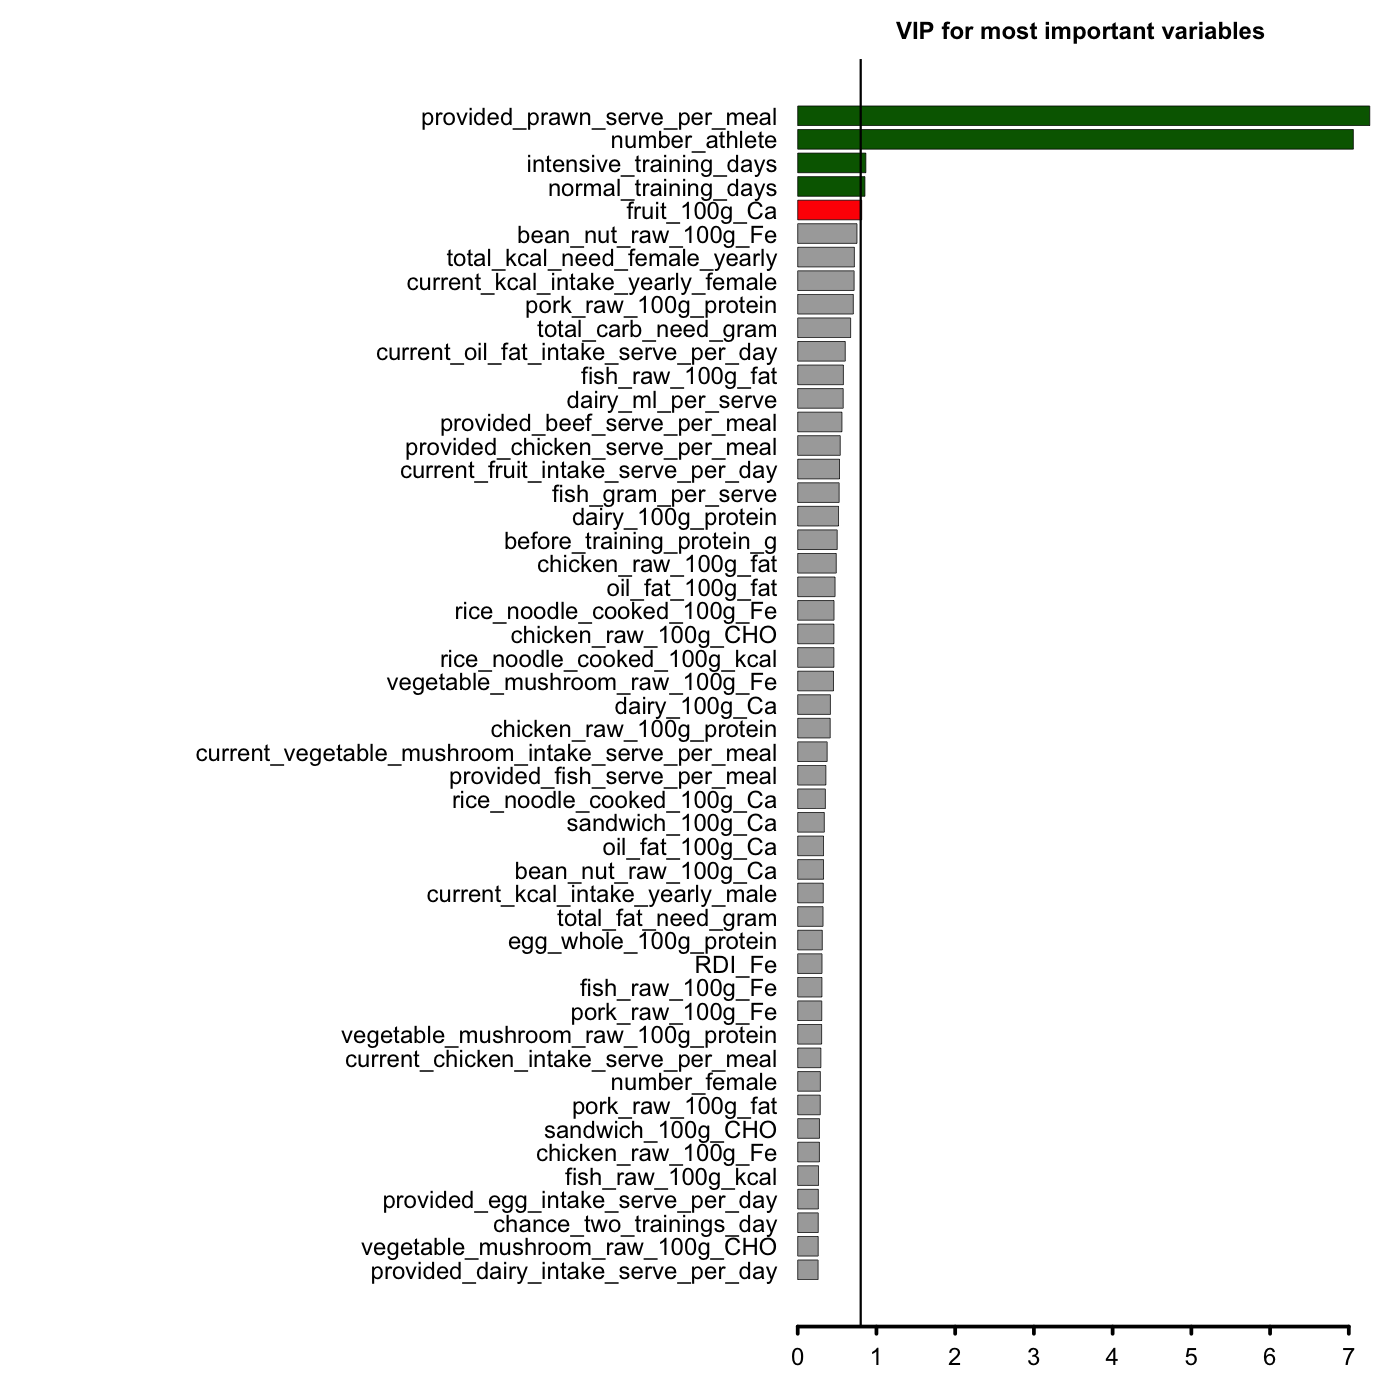 VIP for most important variables
provided_prawn_serve_per_meal
number_athlete
intensive_training_days
normal_training_days
fruit_100g_Ca
bean_nut_raw_100g_Fe
total_kcal_need_female_yearly
current_kcal_intake_yearly_female
pork_raw_100g_protein
total_carb_need_gram
current_oil_fat_intake_serve_per_day
fish_raw_100g_fat
dairy_ml_per_serve
provided_beef_serve_per_meal
provided_chicken_serve_per_meal
current_fruit_intake_serve_per_day
fish_gram_per_serve
dairy_100g_protein
before_training_protein_g
chicken_raw_100g_fat
oil_fat_100g_fat
rice_noodle_cooked_100g_Fe
chicken_raw_100g_CHO
rice_noodle_cooked_100g_kcal
vegetable_mushroom_raw_100g_Fe
dairy_100g_Ca
chicken_raw_100g_protein
current_vegetable_mushroom_intake_serve_per_meal
provided_fish_serve_per_meal
rice_noodle_cooked_100g_Ca
sandwich_100g_Ca
oil_fat_100g_Ca
bean_nut_raw_100g_Ca
current_kcal_intake_yearly_male
total_fat_need_gram
egg_whole_100g_protein
RDI_Fe
fish_raw_100g_Fe
pork_raw_100g_Fe
vegetable_mushroom_raw_100g_protein
current_chicken_intake_serve_per_meal
number_female
pork_raw_100g_fat
sandwich_100g_CHO
chicken_raw_100g_Fe
fish_raw_100g_kcal
provided_egg_intake_serve_per_day
chance_two_trainings_day
vegetable_mushroom_raw_100g_CHO
provided_dairy_intake_serve_per_day
0 1 2 3 4 5 6 7